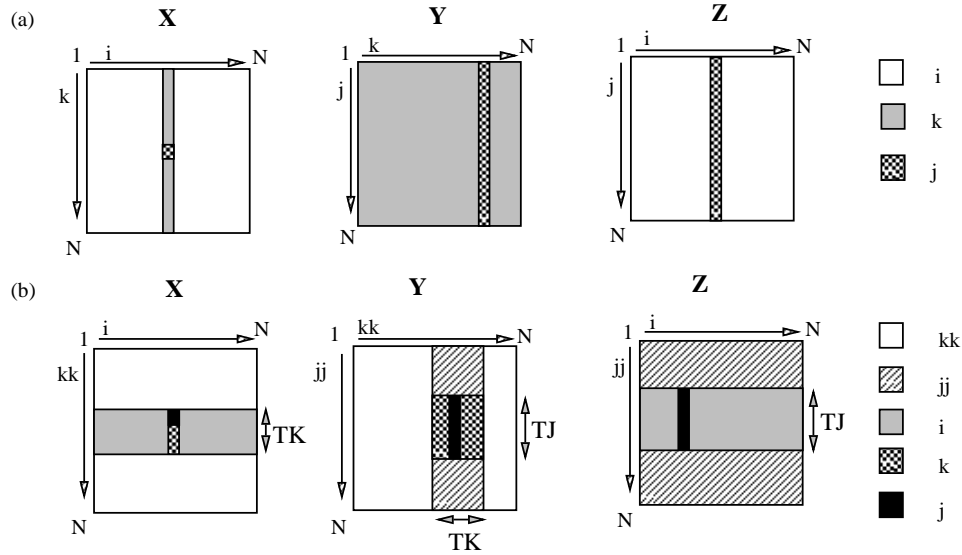 (a) X Y Z
1 i N 1 k N 1 i N
k j j
N N N
i
k
j
(b) X Y Z
1 i N 1 kk N 1 i N
kk jj jj
TK TJ TJ
N N N
TK
kk
jj
i
k
j